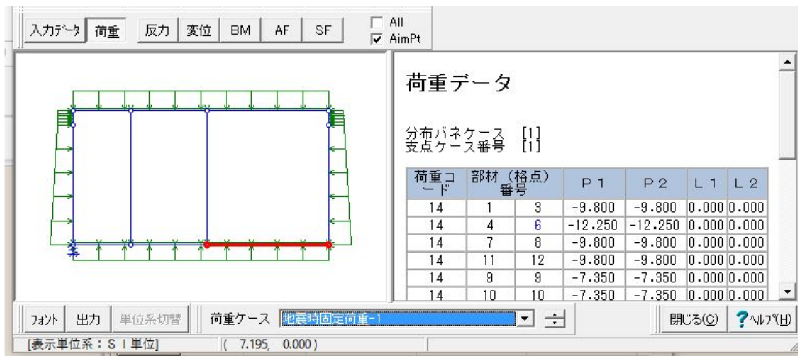 入力データ 荷重 反力 変位 BM AF SF All
AimPt
荷重データ
分布バネケース [1]
支点ケース番号 [1]
荷重コード 部材（格点）番号 P1 P2 L1 L2
14 1 3 -9.800 -9.800 0.000 0.000
14 4 6 -12.250 -12.250 0.000 0.000
14 7 8 -9.800 -9.800 0.000 0.000
14 11 12 -9.800 -9.800 0.000 0.000
14 9 9 -7.350 -7.350 0.000 0.000
14 10 10 -7.350 -7.350 0.000 0.000
フォント 出力 単位系切替 荷重ケース 地震時固定荷重-1 閉じる(C) ?ヘルプ(H)
[表示単位系：ＳＩ単位] ( 7.195, 0.000)